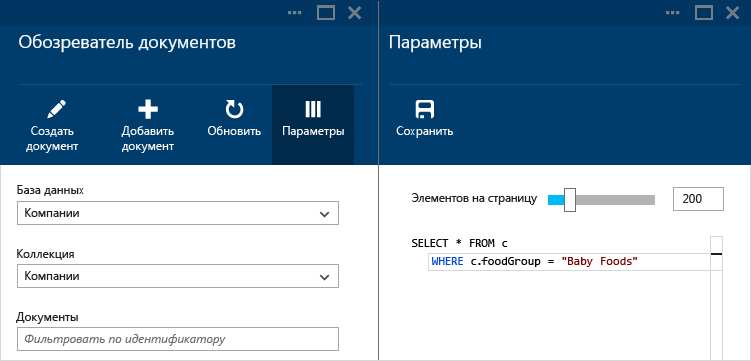 Обозреватель документов
Создать
документ
Добавить
документ
Обновить
Параметры
База данных
Компании
Коллекция
Компании
Документы
Фильтровать по идентификатору
Параметры
Сохранить
Элементов на страницу
200
SELECT * FROM c
WHERE c.foodGroup = "Baby Foods"